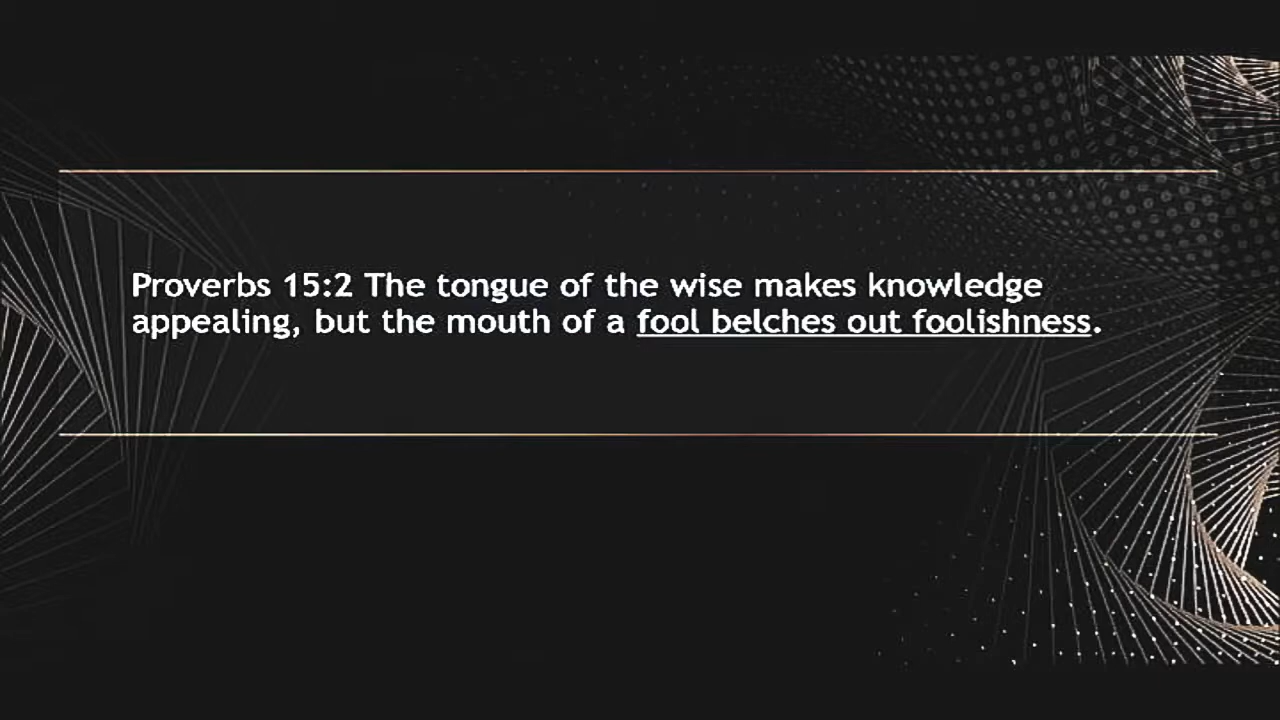 Proverbs 15:2 The tongue of the wise makes knowledge
appealing, but the mouth of a fool belches out foolishness.